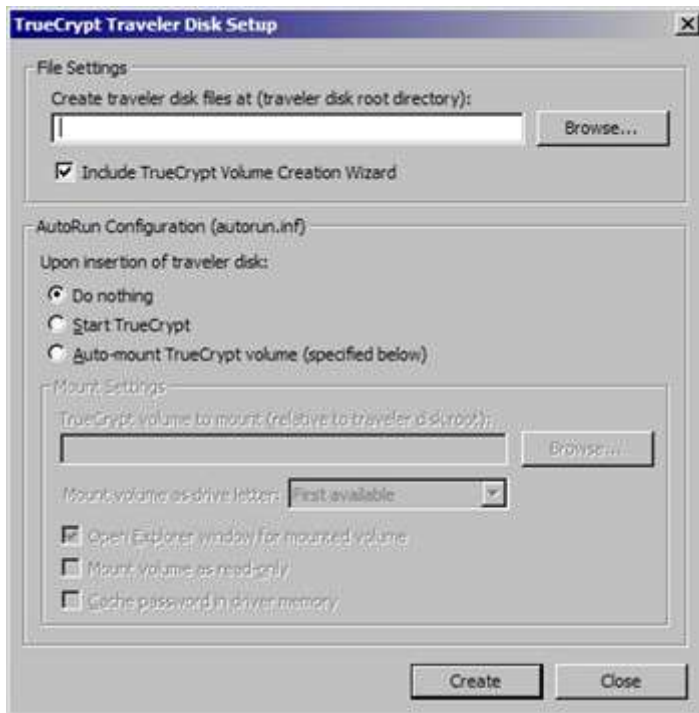 TrueCrypt Traveler Disk Setup
File Settings
Create traveler disk files at (traveler disk root directory):
Browse...
Include TrueCrypt Volume Creation Wizard
AutoRun Configuration (autorun.inf)
Upon insertion of traveler disk:
Do nothing
Start TrueCrypt
Auto-mount TrueCrypt volume (specified below)
Mount Settings
TrueCrypt volume to mount (relative to traveler disk root):
Browse...
Mount volume as drive letter: First available
Open Explorer window for mounted volume
Mount volume as read-only
Cache password in driver memory
Create Close